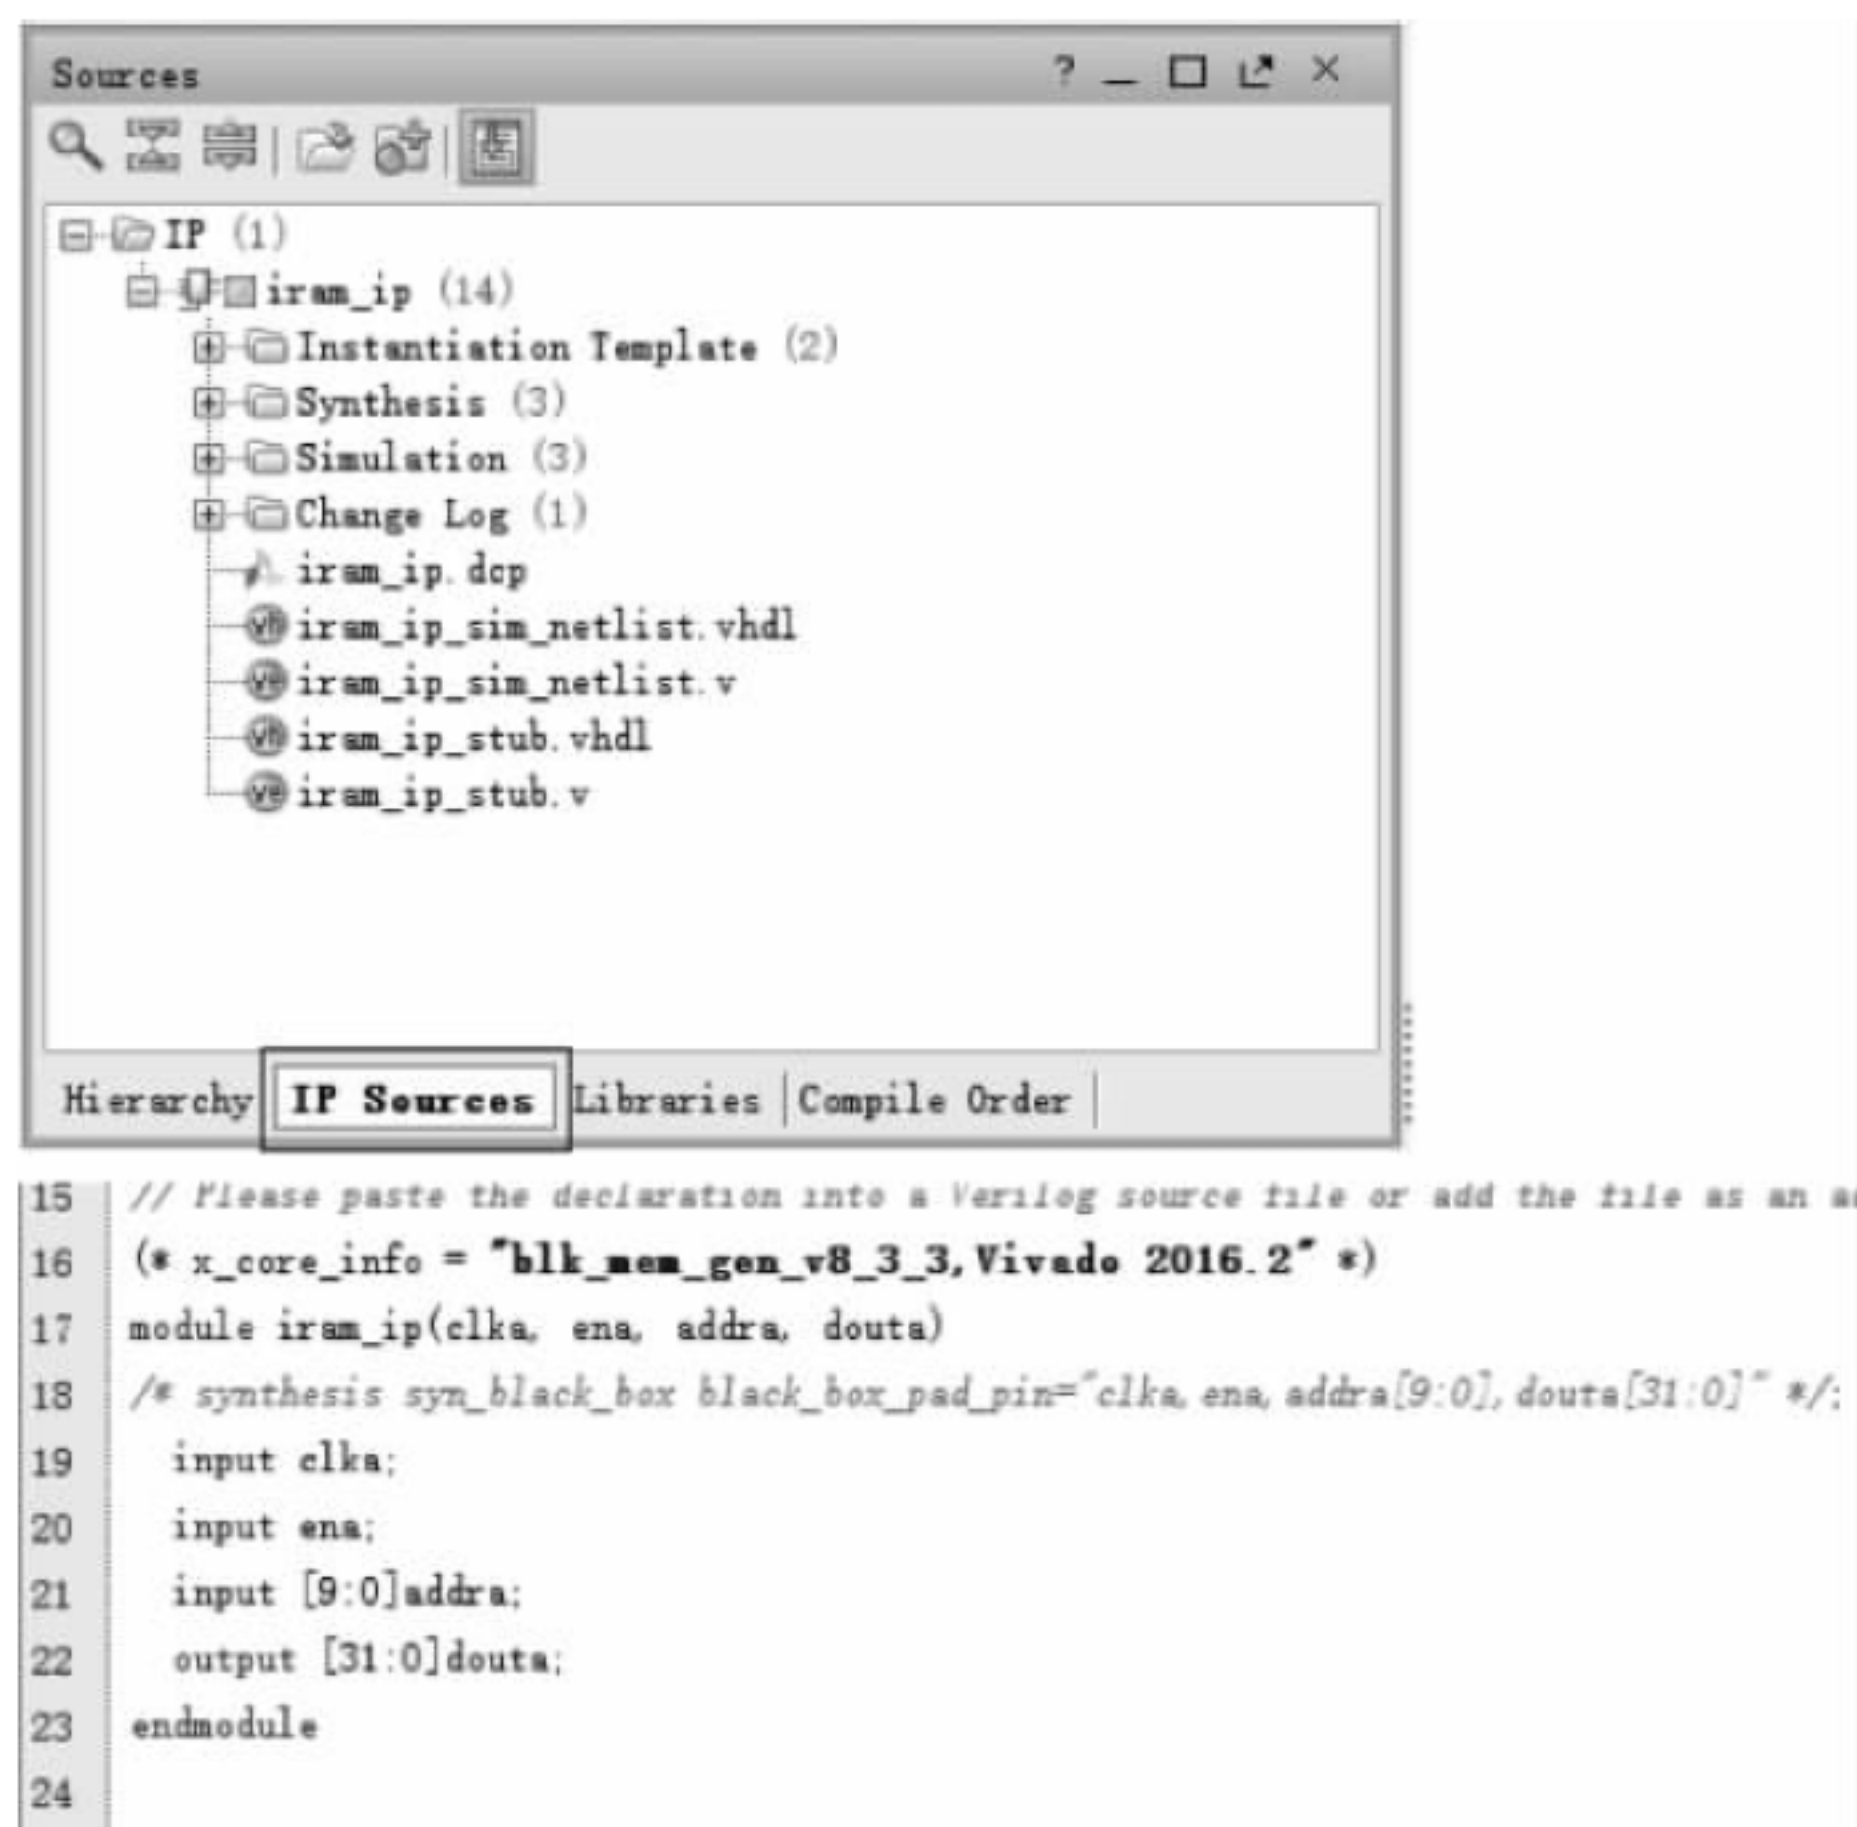 Sources ? _ □ ×
IP (1)
iram_ip (14)
Instantiation Template (2)
Synthesis (3)
Simulation (3)
Change Log (1)
iram_ip.dcp
iram_ip_sim_netlist.vhdl
iram_ip_sim_netlist.v
iram_ip_stub.vhdl
iram_ip_stub.v
Hierarchy IP Sources Libraries Compile Order
15 // Please paste the declaration into a Verilog source file or add the file as an
16 (* x_core_info = "blk_mem_gen_v8_3_3,Vivado 2016.2" *)
17 module iram_ip(clka, ena, addra, douta)
18 /* synthesis syn_black_box black_box_pad_pin="clka,ena,addra[9:0],douta[31:0]" */;
19 input clka;
20 input ena;
21 input [9:0]addra;
22 output [31:0]douta;
23 endmodule
24